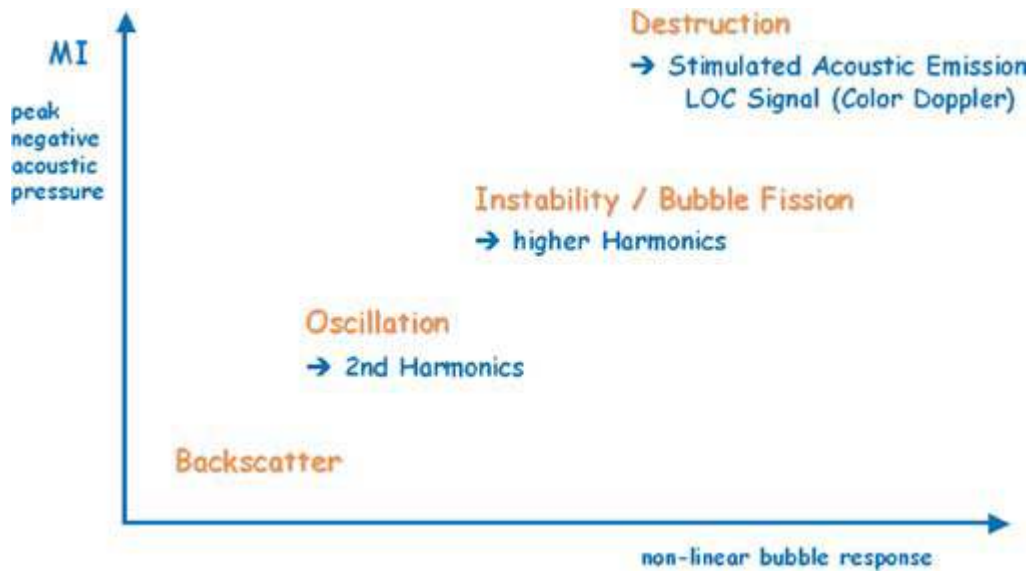 Destruction
MI
→ Stimulated Acoustic Emission
LOC Signal (Color Doppler)
peak
negative
acoustic
pressure
Instability / Bubble Fission
→ higher Harmonics
Oscillation
→ 2nd Harmonics
Backscatter
non-linear bubble response